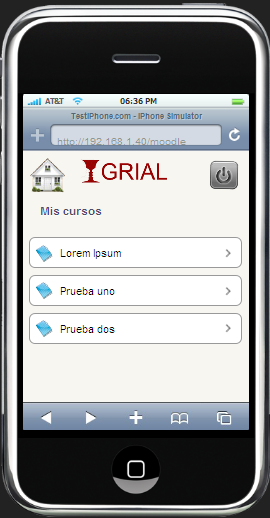 AT&T 06:36 PM
TestiPhone.com - iPhone Simulator
http://192.168.1.40/moodle
GRIAL
Mis cursos
Lorem Ipsum
Prueba uno
Prueba dos